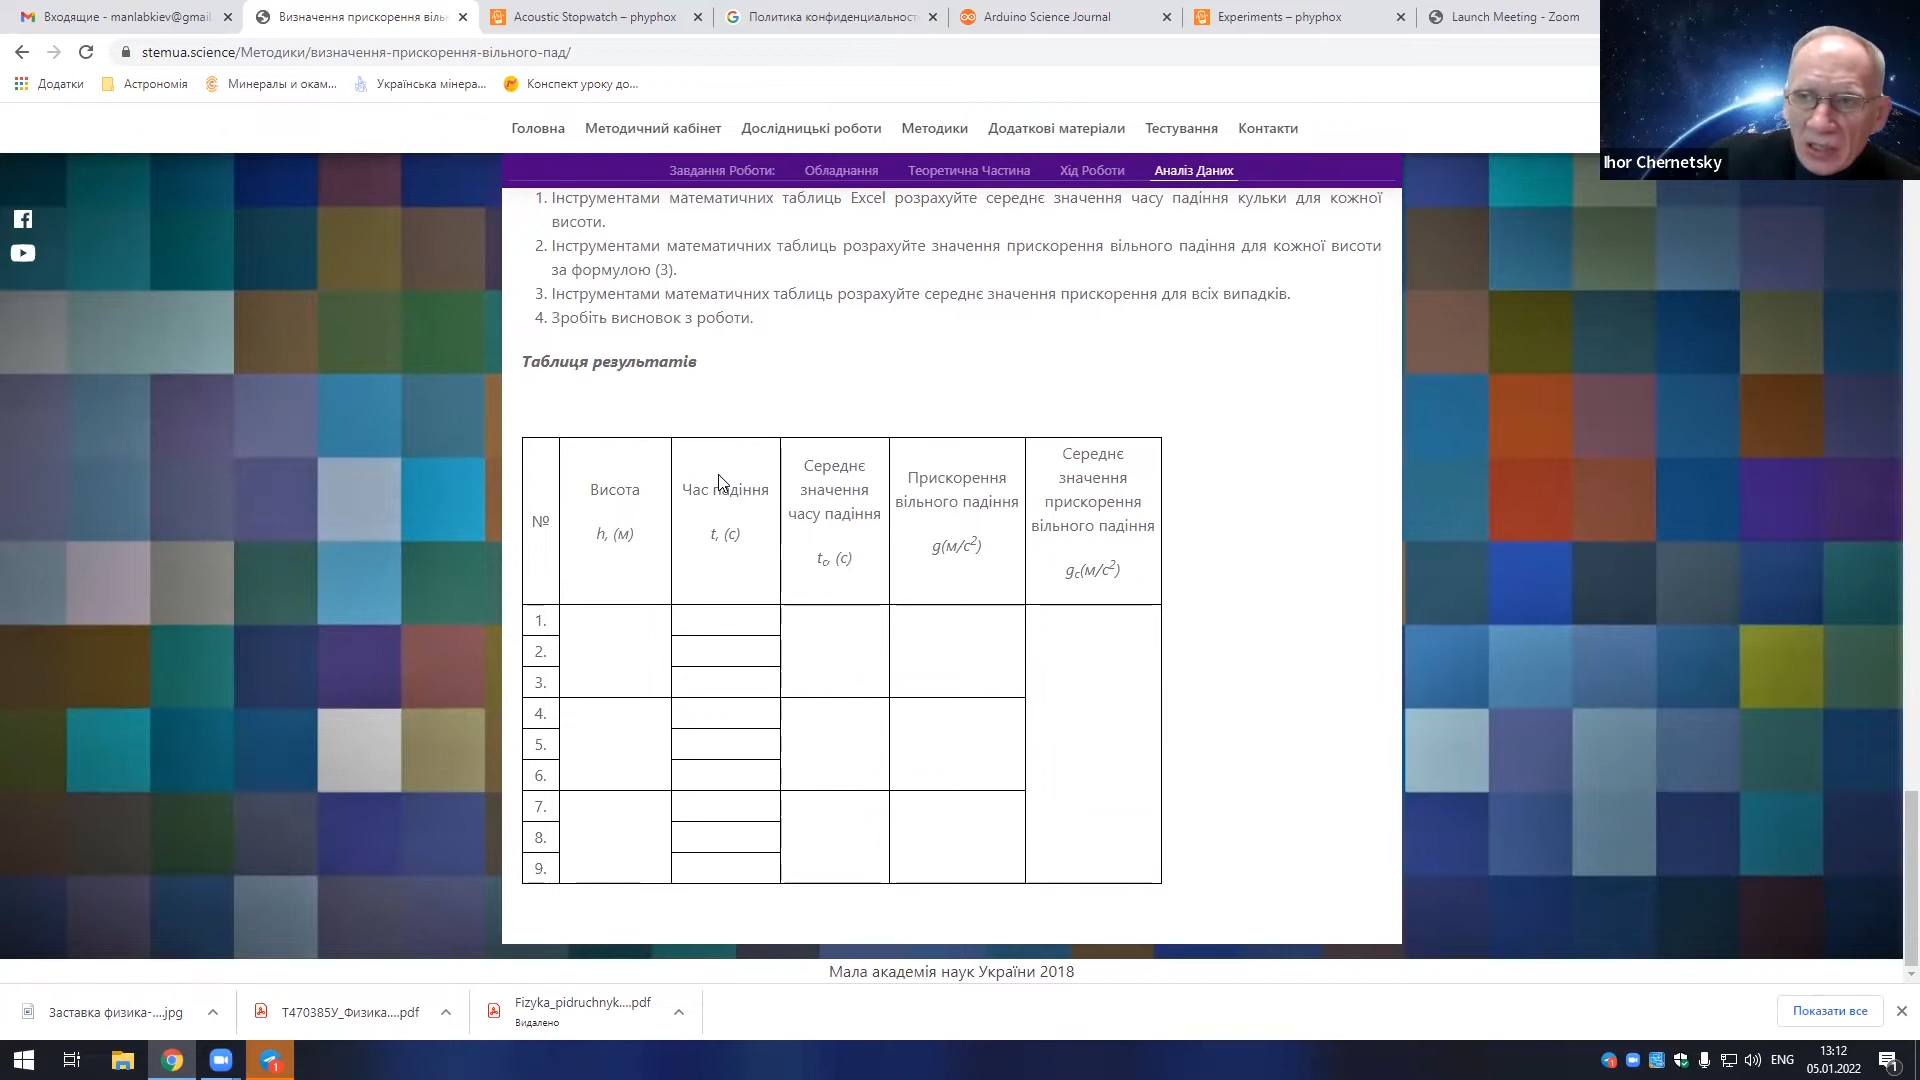 Входящие - manlabkiev@gmail.
Визначення прискорення віль
Acoustic Stopwatch – phyphox
Политика конфиденциальност
Arduino Science Journal
Experiments – phyphox
Launch Meeting - Zoom
stemua.science/Методики/визначення-прискорення-вільного-пад/
Додатки
Астрономія
Минералы и окам...
Українська мінера...
Конспект уроку до...
Головна Методичний кабінет Дослідницькі роботи Методики Додаткові матеріали Тестування Контакти
Ihor Chernetsky
Завдання Роботи: Обладнання Теоретична Частина Хід Роботи Аналіз Даних
1. Інструментами математичних таблиць Excel розрахуйте середнє значення часу падіння кульки для кожної
висоти.
2. Інструментами математичних таблиць розрахуйте значення прискорення вільного падіння для кожної висоти
за формулою (3).
3. Інструментами математичних таблиць розрахуйте середнє значення прискорення для всіх випадків.
4. Зробіть висновок з роботи.
Таблиця результатів
№
Висота
h, (м)
Час падіння
t, (с)
Середнє
значення
часу падіння
tс, (с)
Прискорення
вільного падіння
g(м/с²)
Середнє
значення
прискорення
вільного падіння
gс(м/с²)
1.
2.
3.
4.
5.
6.
7.
8.
9.
Мала академія наук України 2018
Заставка физика-....jpg
Т470385У_Физика....pdf
Fizyka_pidruchnyk....pdf
Видалено
Показати все
ENG
13:12
05.01.2022
1
1